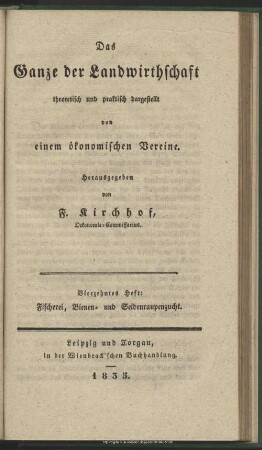 Das
Ganze der Landwirthschaft
theoretisch und praktisch dargestellt
von
einem ökonomischen Vereine.
Herausgegeben
von
F. Kirchhof,
Oekonomie-Commissarius.
Vierzehntes Heft:
Fischerei, Bienen- und Seidenraupenzucht.
Leipzig und Torgau,
in der Wienbrack'schen Buchhandlung.
1835.